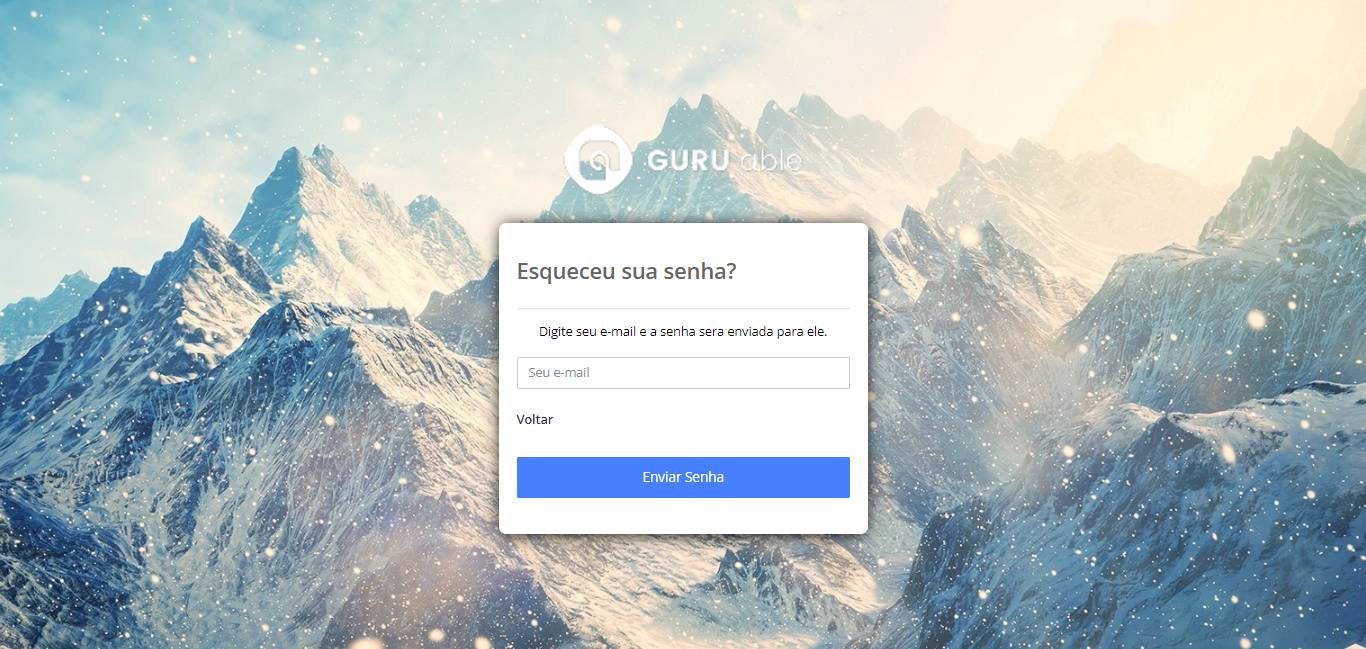 GURU able
Esqueceu sua senha?
Digite seu e-mail e a senha sera enviada para ele.
Seu e-mail
Voltar
Enviar Senha